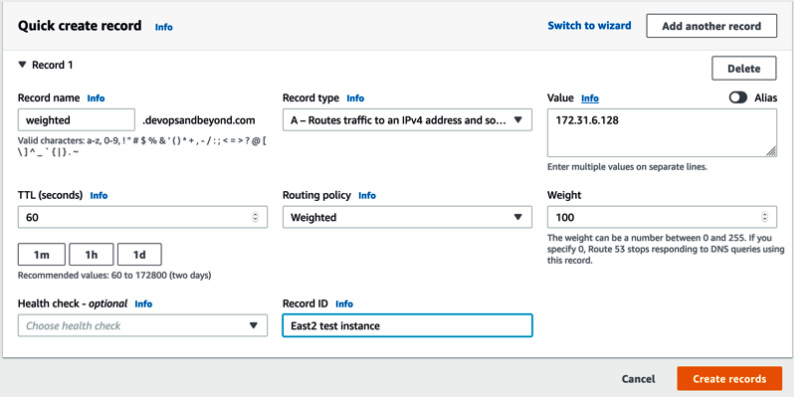 Quick create record Info
Switch to wizard
Add another record
▼ Record 1
Delete
Record name Info
weighted .devopsandbeyond.com
Valid characters: a-z, 0-9, ! " # $ % & ' ( ) * + , - / : ; < = > ? @ [
\ ] ^ _ ` { | } . ~
Record type Info
A – Routes traffic to an IPv4 address and so...
Value Info
Alias
172.31.6.128
Enter multiple values on separate lines.
TTL (seconds) Info
60
1m 1h 1d
Recommended values: 60 to 172800 (two days)
Routing policy Info
Weighted
Weight
100
The weight can be a number between 0 and 255. If you
specify 0, Route 53 stops responding to DNS queries using
this record.
Health check - optional Info
Choose health check
Record ID Info
East2 test instance
Cancel
Create records